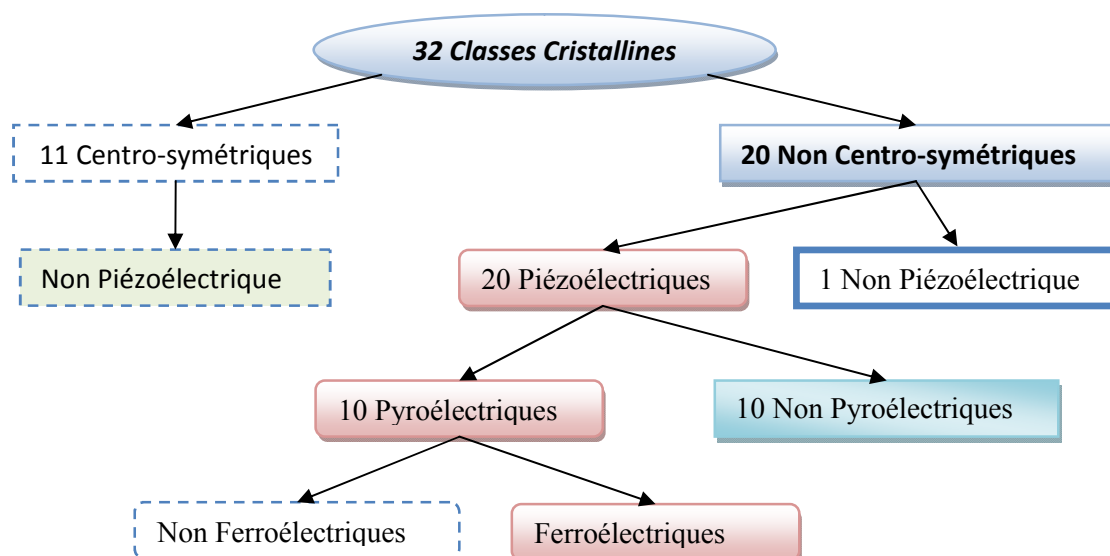 32 Classes Cristallines
11 Centro-symétriques
20 Non Centro-symétriques
Non Piézoélectrique
20 Piézoélectriques
1 Non Piézoélectrique
10 Pyroélectriques
10 Non Pyroélectriques
Non Ferroélectriques
Ferroélectriques